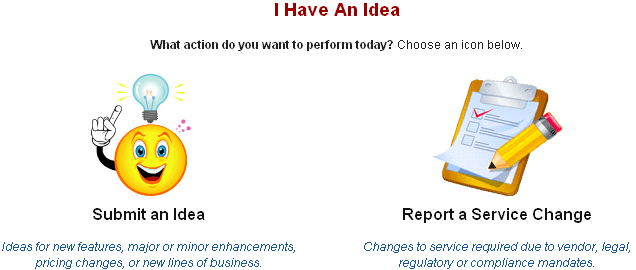 I Have An Idea
What action do you want to perform today? Choose an icon below.
Submit an Idea
Ideas for new features, major or minor enhancements,
pricing changes, or new lines of business.
Report a Service Change
Changes to service required due to vendor, legal,
regulatory or compliance mandates.